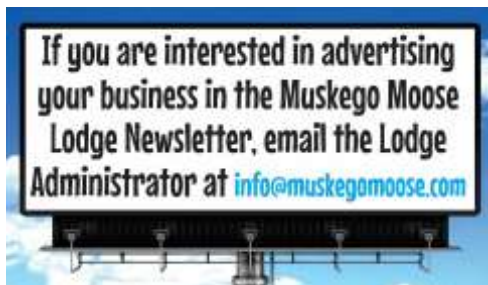 If you are interested in advertising
your business in the Muskego Moose
Lodge Newsletter, email the Lodge
Administrator at info@muskegomoose.com